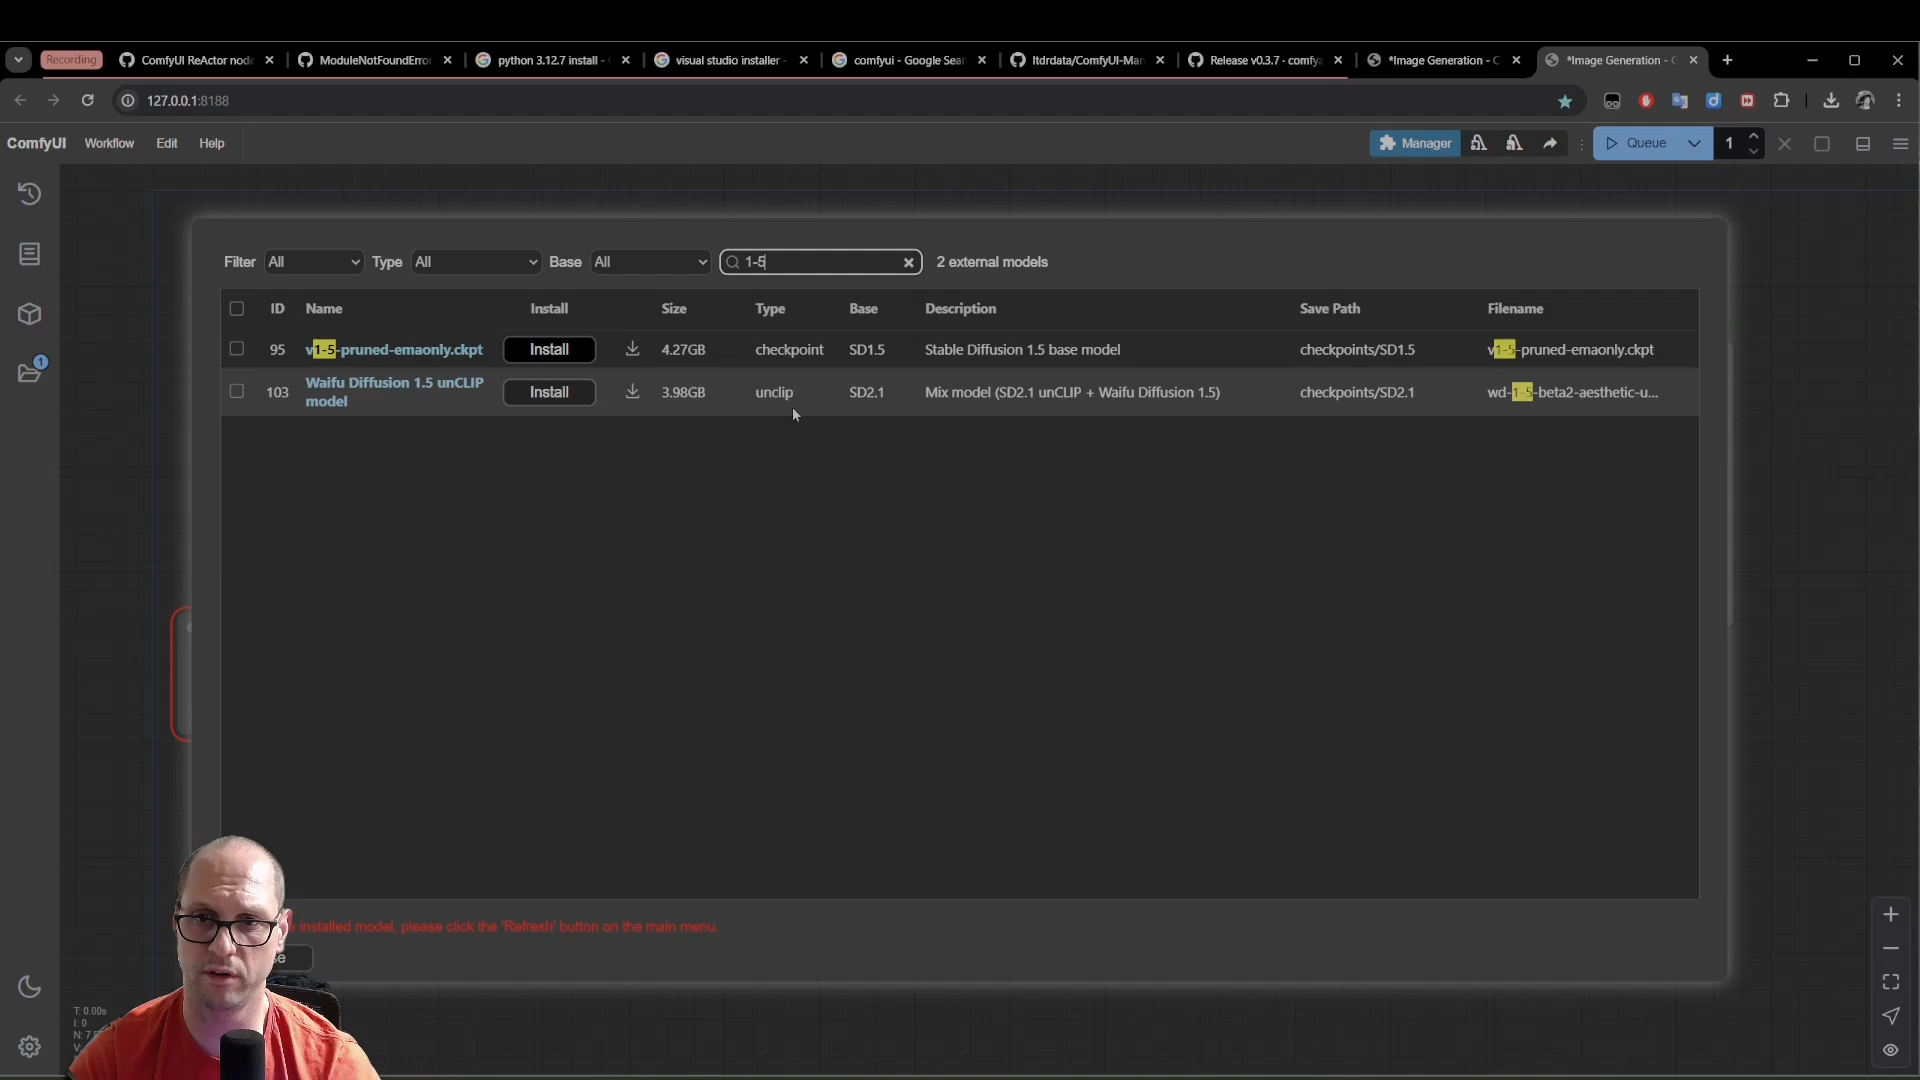 Recording
ComfyUI ReActor node
ModuleNotFoundErro
python 3.12.7 install -
visual studio installer -
comfyui - Google Sear
ltdrdata/ComfyUI-Man
Release v0.3.7 · comfya
*Image Generation - C
*Image Generation - C
127.0.0.1:8188
ComfyUI
Workflow
Edit
Help
Manager
Queue
1
Filter
All
Type
All
Base
All
1-5
2 external models
ID
Name
Install
Size
Type
Base
Description
Save Path
Filename
95
v1-5-pruned-emaonly.ckpt
Install
4.27GB
checkpoint
SD1.5
Stable Diffusion 1.5 base model
checkpoints/SD1.5
v1-5-pruned-emaonly.ckpt
103
Waifu Diffusion 1.5 unCLIP
model
Install
3.98GB
unclip
SD2.1
Mix model (SD2.1 unCLIP + Waifu Diffusion 1.5)
checkpoints/SD2.1
wd-1-5-beta2-aesthetic-u...
1
installed model, please click the 'Refresh' button on the main menu.
se
T: 0.00s
I: 0